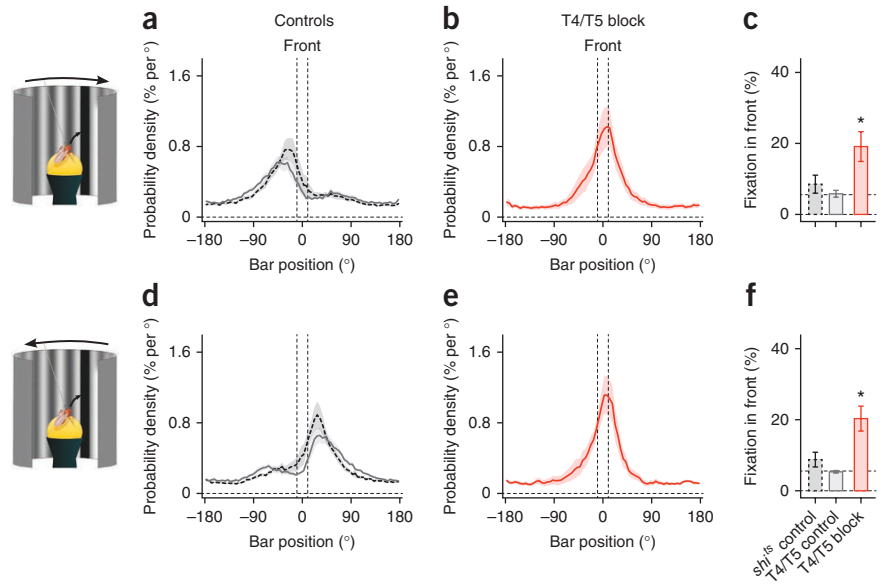 a
Controls
Front
Probability density (% per °)
1.6
0.8
0
–180
–90
0
90
180
Bar position (°)
b
T4/T5 block
Front
Probability density (% per °)
1.6
0.8
0
–180
–90
0
90
180
Bar position (°)
c
Fixation in front (%)
40
20
0
*
d
Probability density (% per °)
1.6
0.8
0
–180
–90
0
90
180
Bar position (°)
e
Probability density (% per °)
1.6
0.8
0
–180
–90
0
90
180
Bar position (°)
f
Fixation in front (%)
40
20
0
*
shi^ts control
T4/T5 control
T4/T5 block